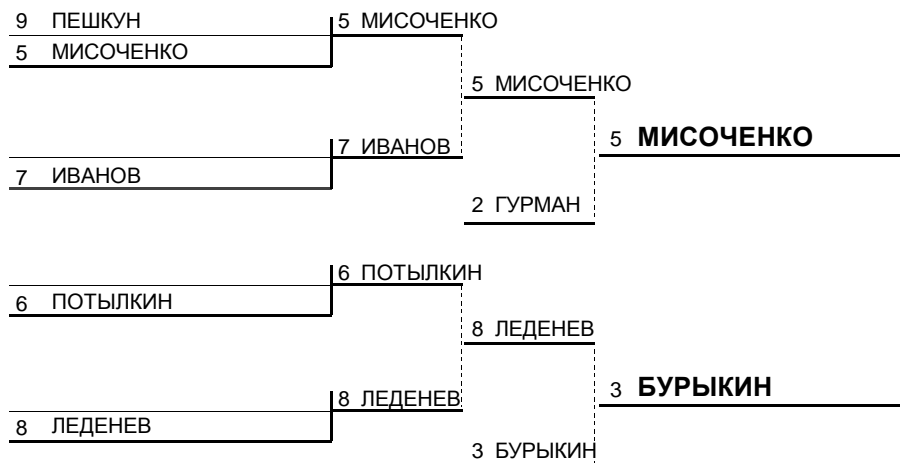 9 ПЕШКУН
5 МИСОЧЕНКО
5 МИСОЧЕНКО
5 МИСОЧЕНКО
7 ИВАНОВ
5 МИСОЧЕНКО
7 ИВАНОВ
2 ГУРМАН
6 ПОТЫЛКИН
6 ПОТЫЛКИН
8 ЛЕДЕНЕВ
8 ЛЕДЕНЕВ
3 БУРЫКИН
8 ЛЕДЕНЕВ
3 БУРЫКИН